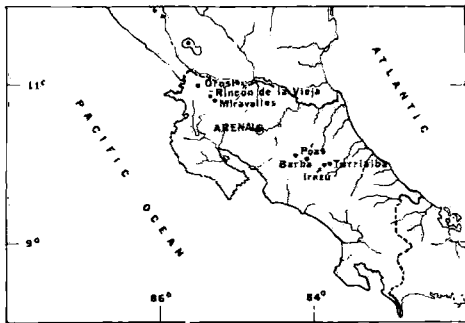 ATLANTIC
11°
Orosi
Rincón de la Vieja
Miravalles
PACIFIC OCEAN
ARENAL
Poás
Barba
Turrialba
Irazú
9°
86°
84°